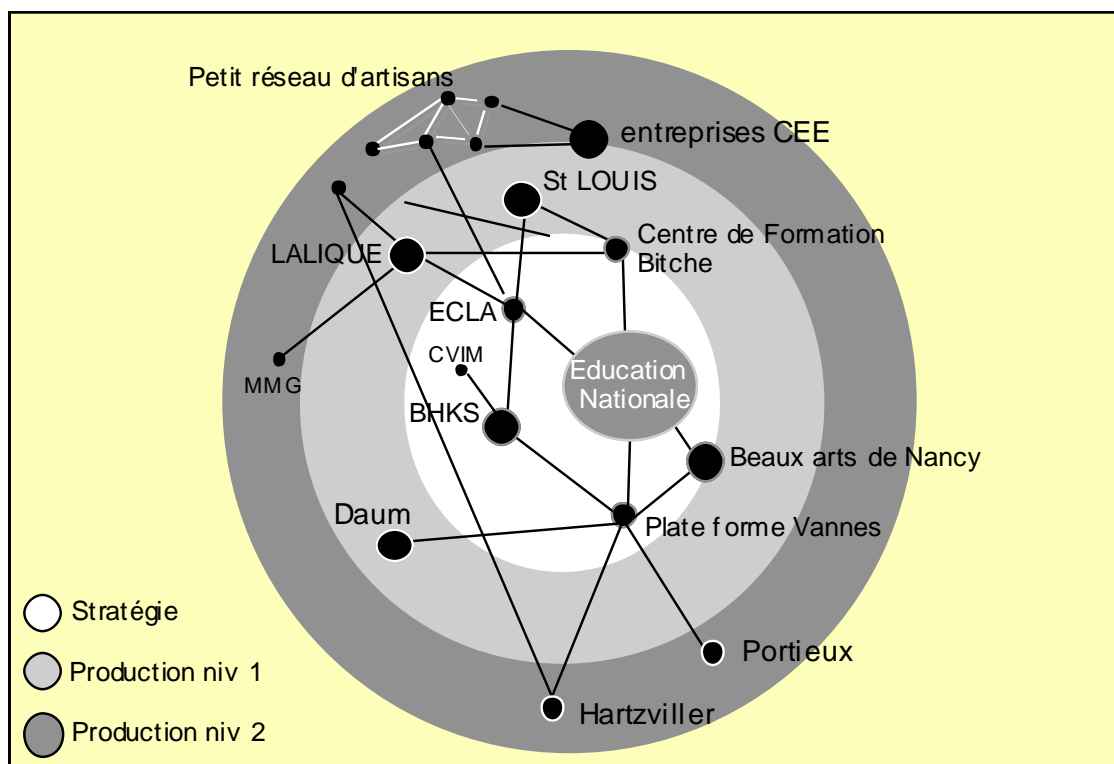 Petit réseau d'artisans
entreprises CEE
St LOUIS
Centre de Formation
Bitche
LALIQUE
ECLA
CVIM
MMG
Education
Nationale
BHKS
Beaux arts de Nancy
Daum
Plate forme Vannes
Stratégie
Portieux
Production niv 1
Hartzviller
Production niv 2